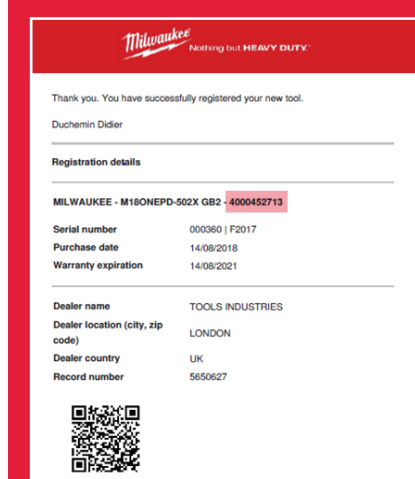 Milwaukee
Nothing but HEAVY DUTY.™
Thank you. You have successfully registered your new tool.
Duchemin Didier
Registration details
MILWAUKEE - M18ONEPD-502X GB2 - 4000452713
Serial number 000360 | F2017
Purchase date 14/08/2018
Warranty expiration 14/08/2021
Dealer name TOOLS INDUSTRIES
Dealer location (city, zip
code) LONDON
Dealer country UK
Record number 5650627